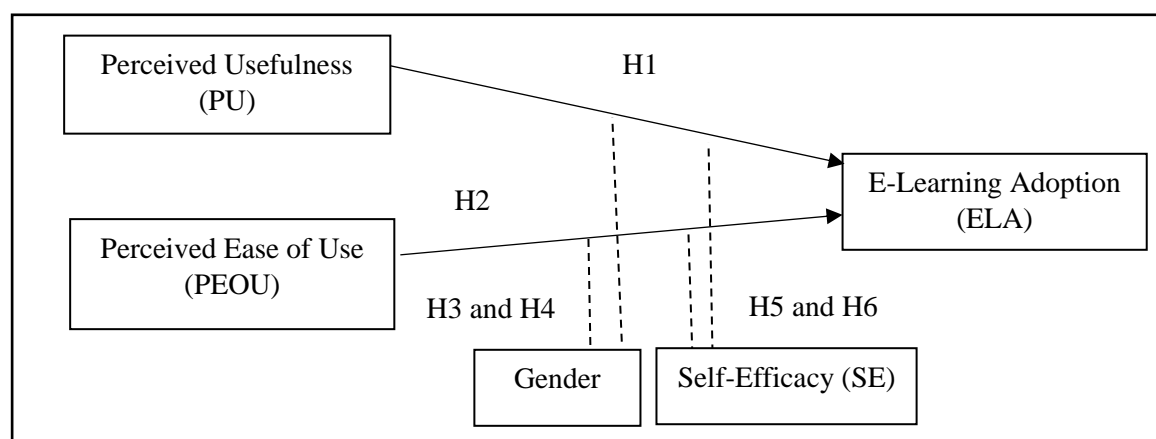 Perceived Usefulness
(PU)
H1
E-Learning Adoption
(ELA)
H2
Perceived Ease of Use
(PEOU)
H3 and H4
H5 and H6
Gender
Self-Efficacy (SE)